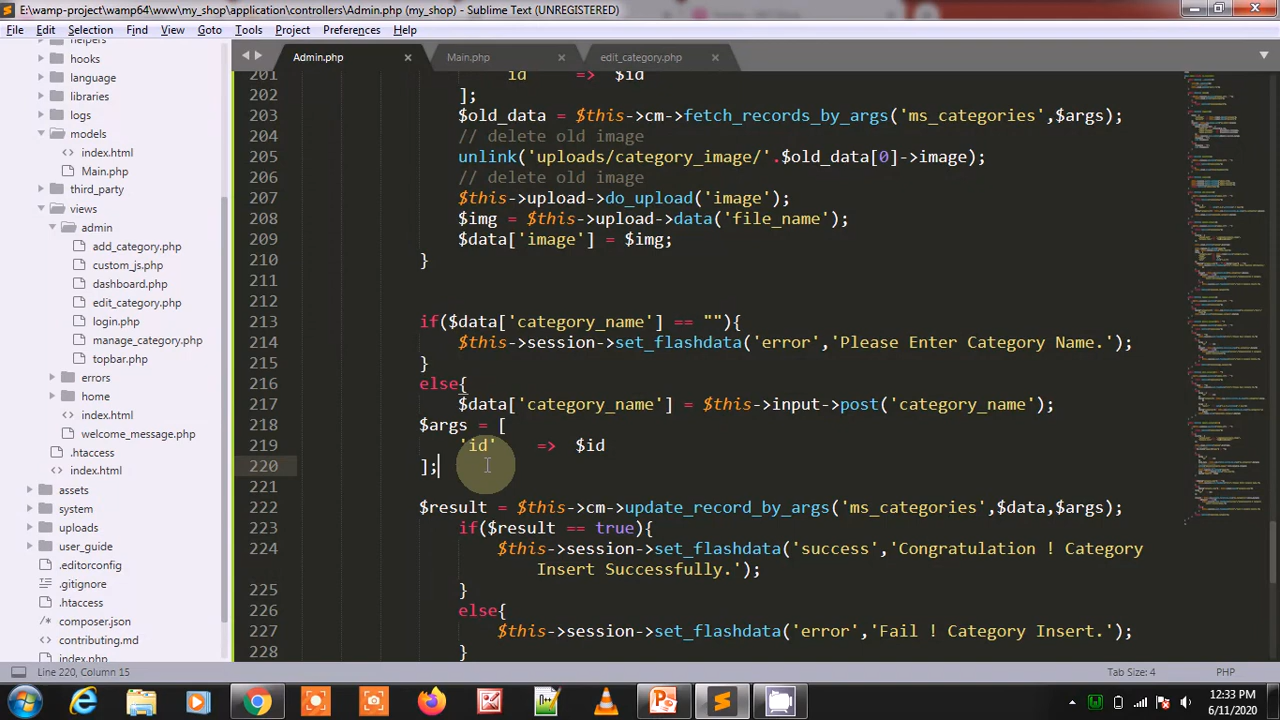 E:\wamp-project\wamp64\www\my_shop\application\controllers\Admin.php (my_shop) - Sublime Text (UNREGISTERED)
File Edit Selection Find View Goto Tools Project Preferences Help
helpers
hooks
language
libraries
logs
models
index.html
Main.php
third_party
views
admin
add_category.php
custom_js.php
dashboard.php
edit_category.php
login.php
manage_category.php
topbar.php
errors
home
index.html
welcome_message.php
.htaccess
index.html
assets
system
uploads
user_guide
.editorconfig
.gitignore
.htaccess
composer.json
contributing.md
index.php
Admin.php Main.php edit_category.php
201 'id' => $id
202 ];
203 $old_data = $this->cm->fetch_records_by_args('ms_categories',$args);
204 // delete old image
205 unlink('uploads/category_image/'.$old_data[0]->image);
206 // delete old image
207 $this->upload->do_upload('image');
208 $img = $this->upload->data('file_name');
209 $data['image'] = $img;
210 }
211
212
213 if($data['category_name'] == ""){
214 $this->session->set_flashdata('error','Please Enter Category Name.');
215 }
216 else{
217 $data['category_name'] = $this->input->post('category_name');
218 $args = [
219 'id' => $id
220 ];
221
222 $result = $this->cm->update_record_by_args('ms_categories',$data,$args);
223 if($result == true){
224 $this->session->set_flashdata('success','Congratulation ! Category
Insert Successfully.');
225 }
226 else{
227 $this->session->set_flashdata('error','Fail ! Category Insert.');
228 }
Line 220, Column 15 Tab Size: 4 PHP
12:33 PM
6/11/2020